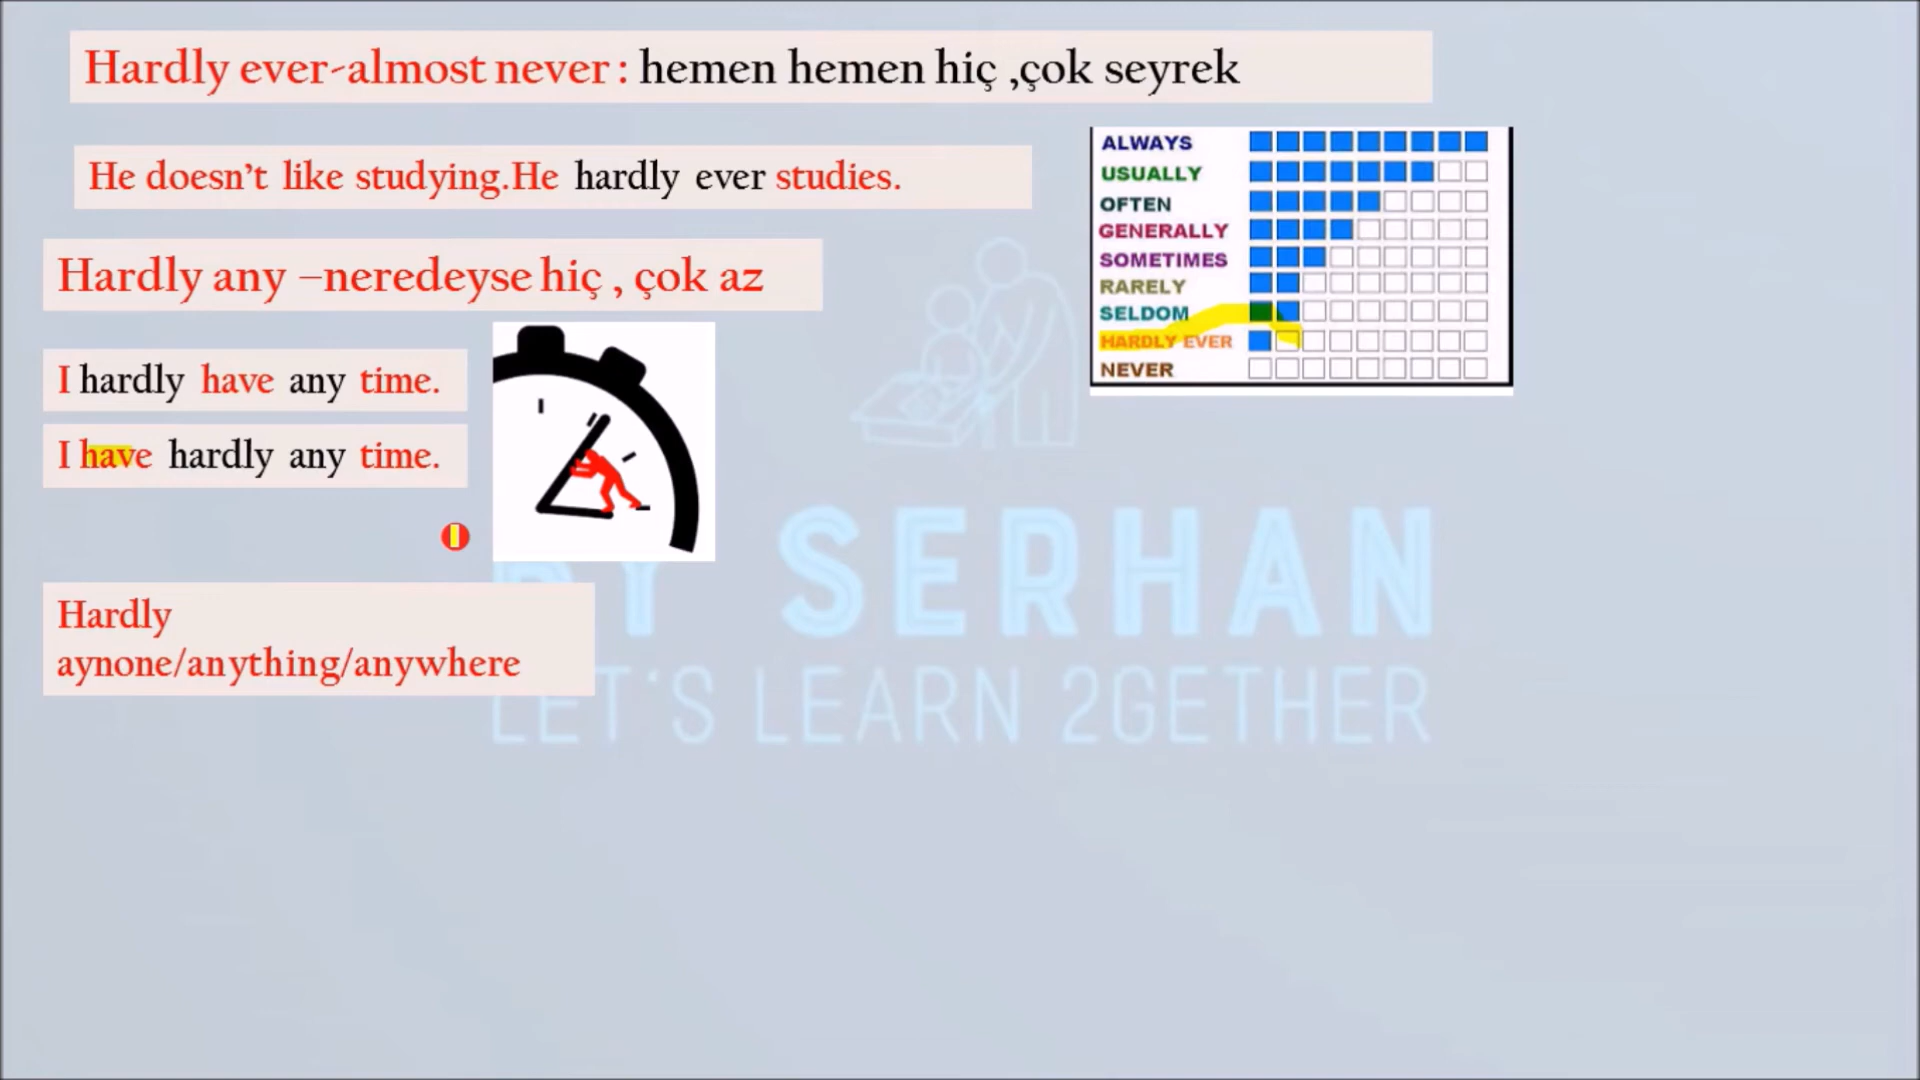 Hardly ever-almost never : hemen hemen hiç ,çok seyrek
He doesn't like studying.He hardly ever studies.
Hardly any –neredeyse hiç , çok az
I hardly have any time.
I have hardly any time.
Hardly
aynone/anything/anywhere
ALWAYS
USUALLY
OFTEN
GENERALLY
SOMETIMES
RARELY
SELDOM
HARDLY EVER
NEVER
BY SERHAN
LET'S LEARN 2GETHER